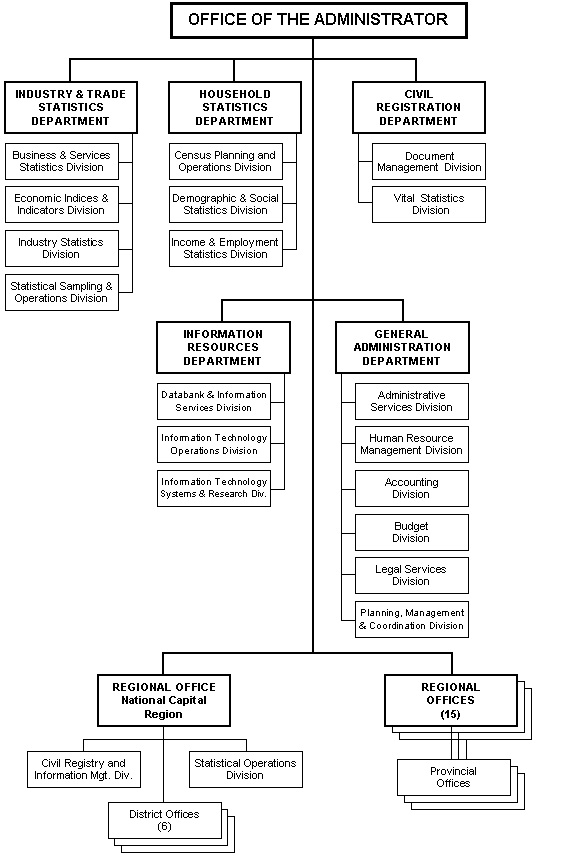 OFFICE OF THE ADMINISTRATOR
INDUSTRY & TRADE
STATISTICS
DEPARTMENT
Business & Services
Statistics Division
Economic Indices &
Indicators Division
Industry Statistics
Division
Statistical Sampling &
Operations Division
HOUSEHOLD
STATISTICS
DEPARTMENT
Census Planning and
Operations Division
Demographic & Social
Statistics Division
Income & Employment
Statistics Division
CIVIL
REGISTRATION
DEPARTMENT
Document
Management Division
Vital Statistics
Division
INFORMATION
RESOURCES
DEPARTMENT
Databank & Information
Services Division
Information Technology
Operations Division
Information Technology
Systems & Research Div.
GENERAL
ADMINISTRATION
DEPARTMENT
Administrative
Services Division
Human Resource
Management Division
Accounting
Division
Budget
Division
Legal Services
Division
Planning, Management
& Coordination Division
REGIONAL OFFICE
National Capital
Region
Civil Registry and
Information Mgt. Div.
Statistical Operations
Division
District Offices
(6)
REGIONAL
OFFICES
(15)
Provincial
Offices